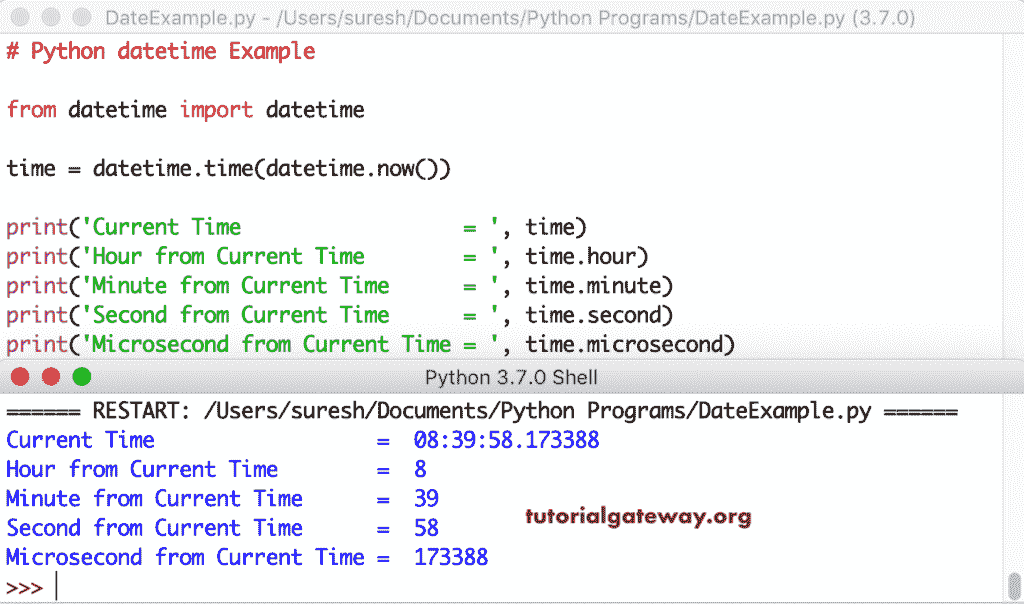 DateExample.py - /Users/suresh/Documents/Python Programs/DateExample.py (3.7.0)
# Python datetime Example
from datetime import datetime
time = datetime.time(datetime.now())
print('Current Time                  = ', time)
print('Hour from Current Time        = ', time.hour)
print('Minute from Current Time      = ', time.minute)
print('Second from Current Time      = ', time.second)
print('Microsecond from Current Time = ', time.microsecond)
Python 3.7.0 Shell
====== RESTART: /Users/suresh/Documents/Python Programs/DateExample.py ======
Current Time                  =  08:39:58.173388
Hour from Current Time        =  8
Minute from Current Time      =  39
Second from Current Time      =  58
Microsecond from Current Time =  173388
tutorialgateway.org
>>>